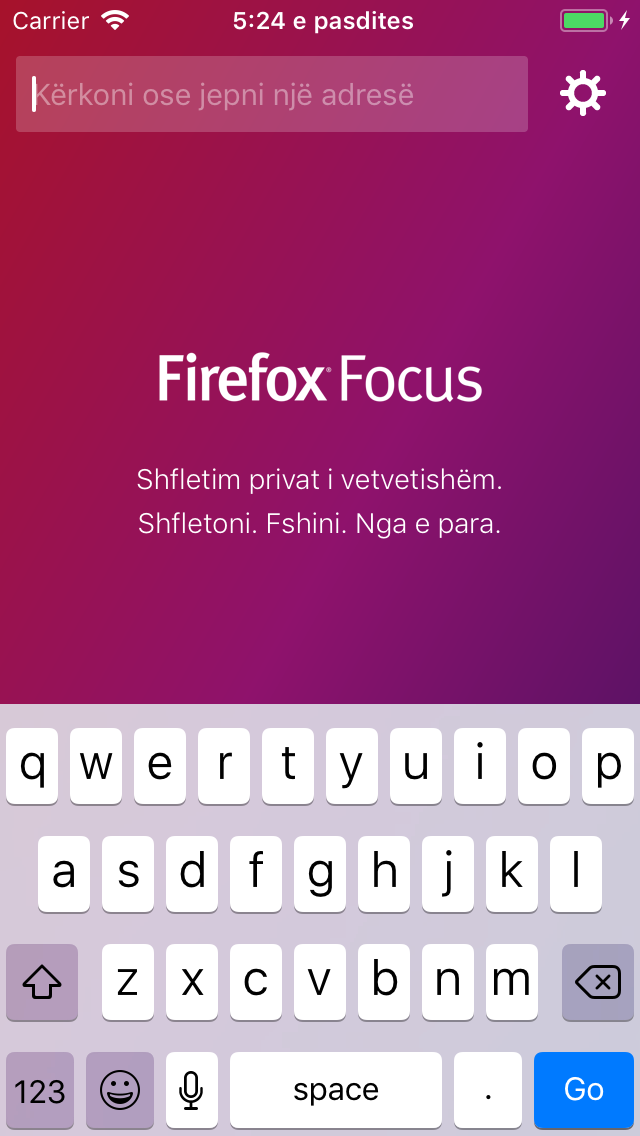 Carrier 5:24 e pasdites
Kërkoni ose jepni një adresë
Firefox® Focus
Shfletim privat i vetvetishëm.
Shfletoni. Fshini. Nga e para.
q w e r t y u i o p
a s d f g h j k l
z x c v b n m
123 space . Go